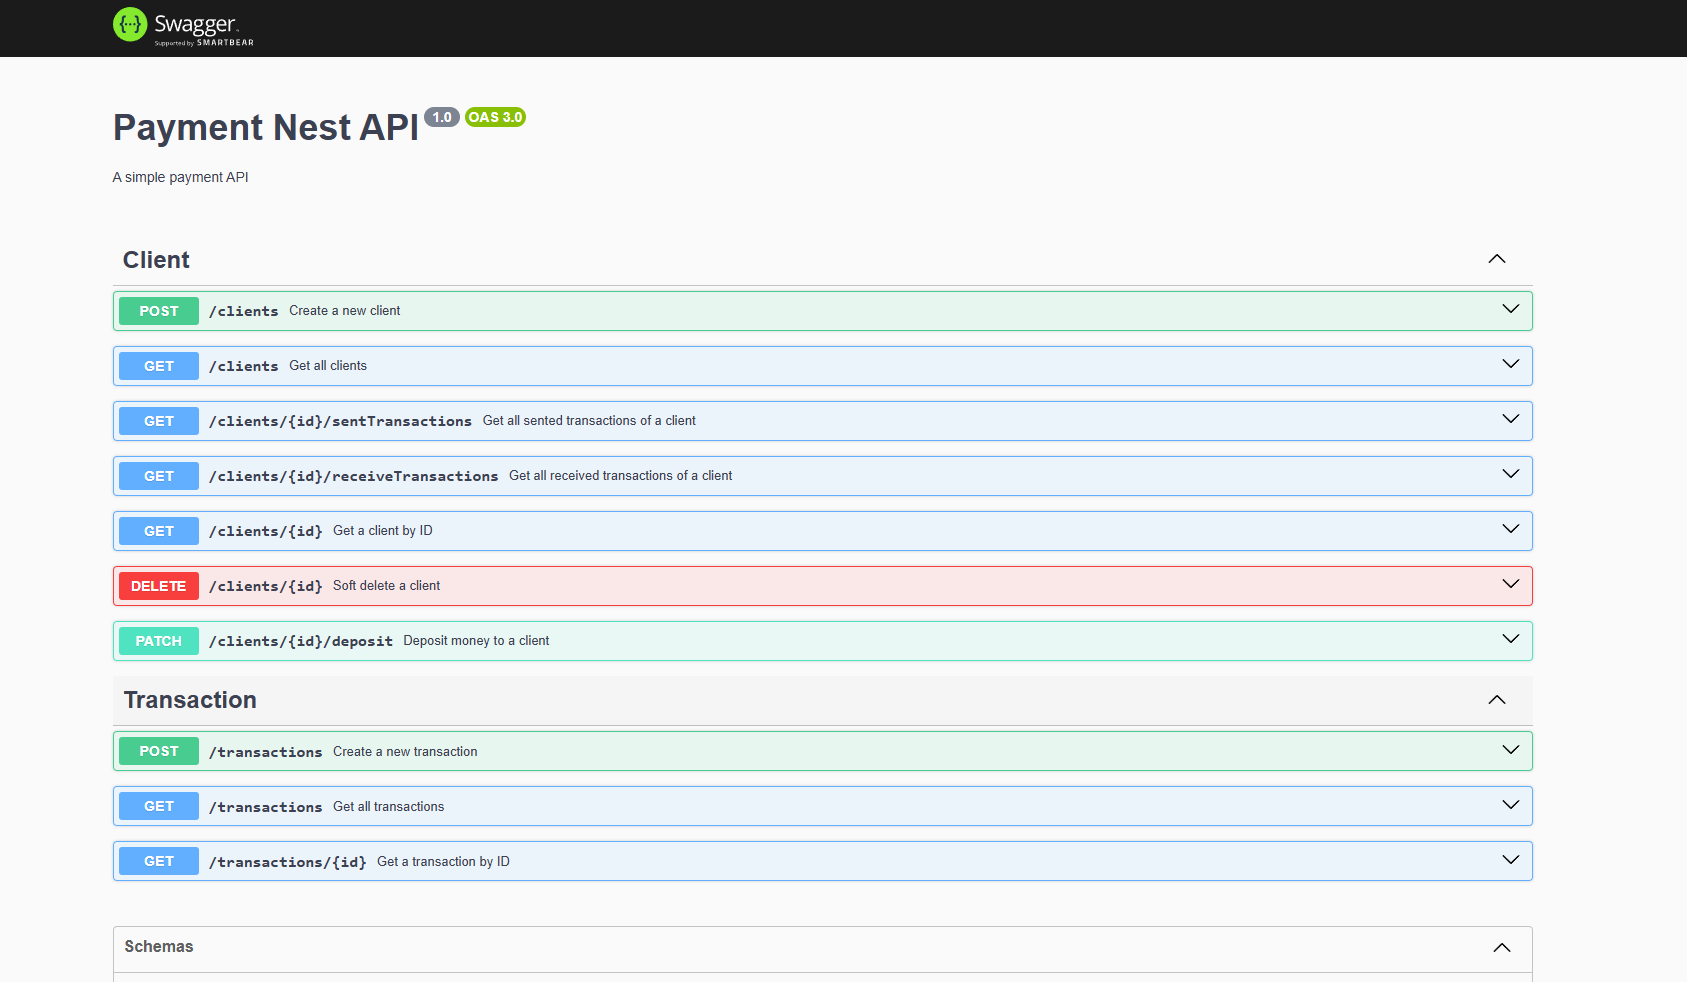 {···} Swagger
Supported by SMARTBEAR
Payment Nest API 1.0 OAS 3.0
A simple payment API
Client
POST /clients Create a new client
GET /clients Get all clients
GET /clients/{id}/sentTransactions Get all sented transactions of a client
GET /clients/{id}/receiveTransactions Get all received transactions of a client
GET /clients/{id} Get a client by ID
DELETE /clients/{id} Soft delete a client
PATCH /clients/{id}/deposit Deposit money to a client
Transaction
POST /transactions Create a new transaction
GET /transactions Get all transactions
GET /transactions/{id} Get a transaction by ID
Schemas